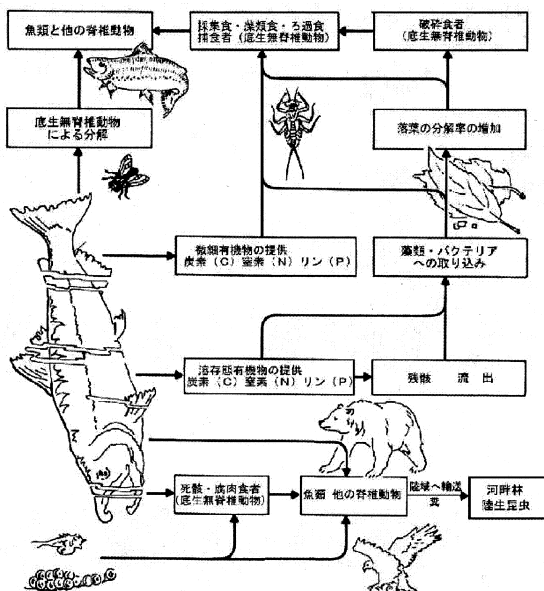 魚類と他の脊椎動物
採集食・藻類食・ろ過食
捕食者(底生無脊椎動物)
破砕食者
(底生無脊椎動物)
底生無脊椎動物
による分解
落葉の分解率の増加
微細有機物の提供
炭素(C)窒素(N)リン(P)
藻類・バクテリア
への取り込み
溶存態有機物の提供
炭素(C)窒素(N)リン(P)
残骸 流出
死骸・腐肉食者
(底生無脊椎動物)
魚類 他の脊椎動物
陸域へ輸送
糞
河畔林
陸生昆虫